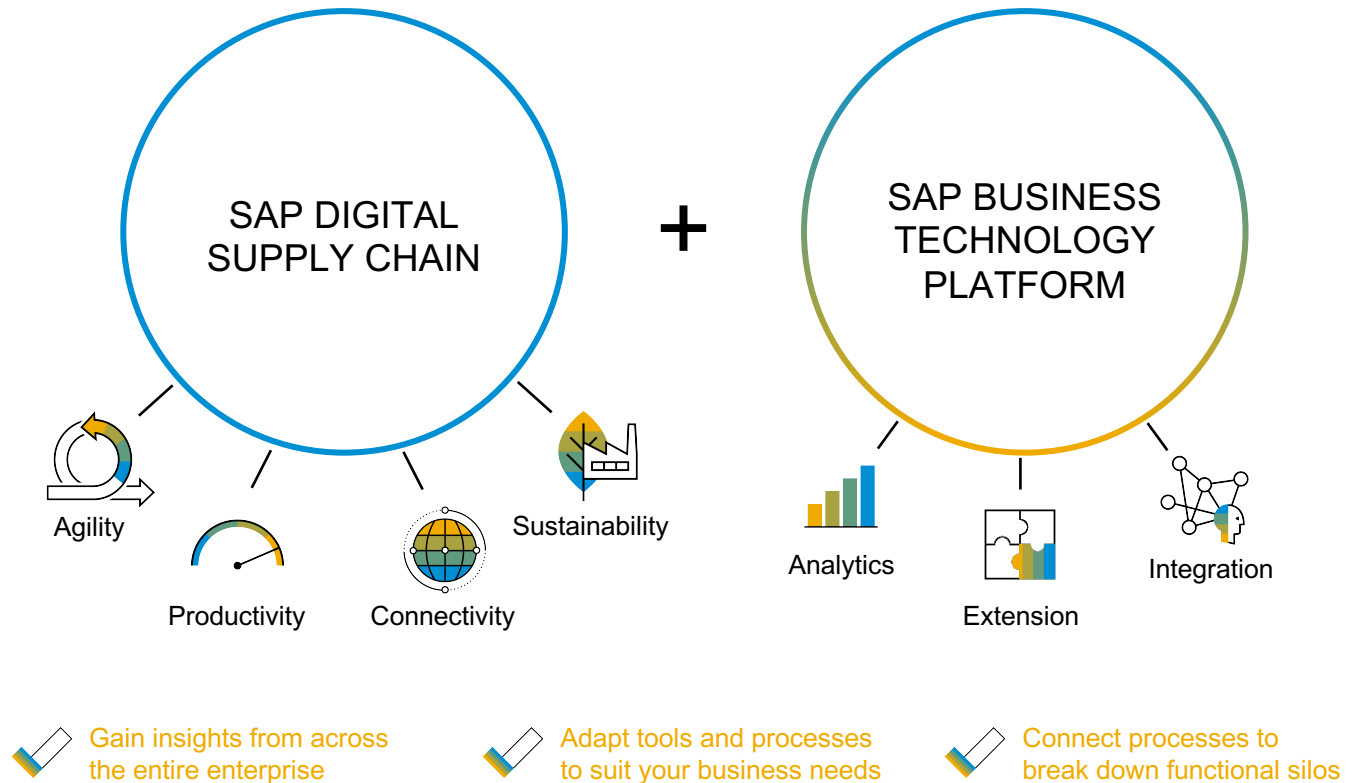 SAP DIGITAL
SUPPLY CHAIN
+
SAP BUSINESS
TECHNOLOGY
PLATFORM
Agility
Productivity
Connectivity
Sustainability
Analytics
Extension
Integration
Gain insights from across
the entire enterprise
Adapt tools and processes
to suit your business needs
Connect processes to
break down functional silos